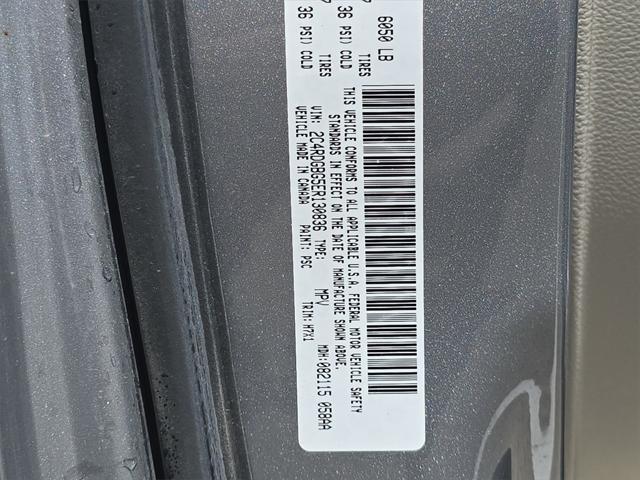 6050 LB
TIRES
36 PSI) COLD
TIRES
36 PSI) COLD
THIS VEHICLE CONFORMS TO ALL APPLICABLE U.S.A. FEDERAL MOTOR VEHICLE SAFETY
STANDARDS IN EFFECT ON THE DATE OF MANUFACTURE SHOWN ABOVE.
VIN: 2C4RDGBG5ER130836 TYPE: MPV MDH:082115 058AA
VEHICLE MADE IN CANADA PAINT: PSC TRIM: M7X1